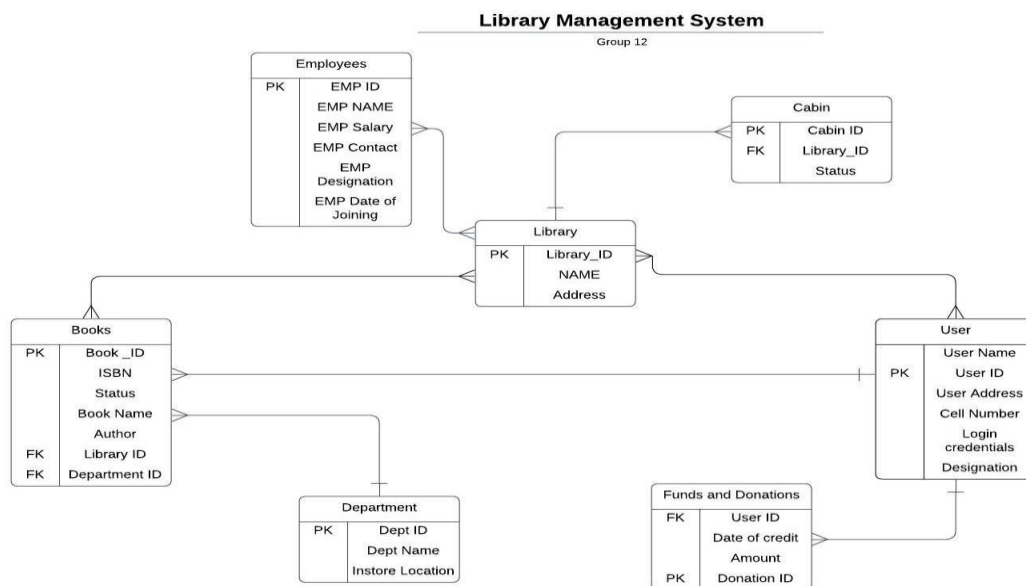 Library Management System
Group 12
Employees
PK EMP ID
EMP NAME
EMP Salary
EMP Contact
EMP
Designation
EMP Date of
Joining
Cabin
PK Cabin ID
FK Library_ID
Status
Library
PK Library_ID
NAME
Address
Books
PK Book _ID
ISBN
Status
Book Name
Author
FK Library ID
FK Department ID
User
User Name
PK User ID
User Address
Cell Number
Login
credentials
Designation
Department
PK Dept ID
Dept Name
Instore Location
Funds and Donations
FK User ID
Date of credit
Amount
PK Donation ID